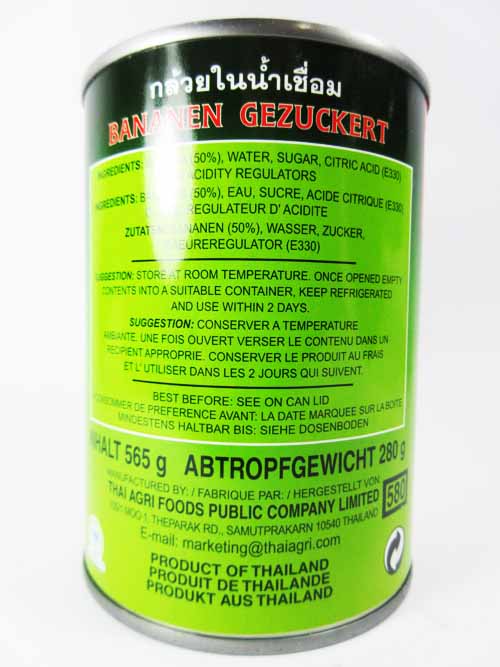 กล้วยในน้ำเชื่อม
BANANEN GEZUCKERT
INGREDIENTS: (50%), WATER, SUGAR, CITRIC ACID (E330)
ACIDITY REGULATORS
INGREDIENTS: (50%), EAU, SUCRE, ACIDE CITRIQUE (E330)
REGULATEUR D' ACIDITE
ZUTATEN: BANANEN (50%), WASSER, ZUCKER,
(E330)
SUGGESTION: STORE AT ROOM TEMPERATURE. ONCE OPENED EMPTY
CONTENTS INTO A SUITABLE CONTAINER, KEEP REFRIGERATED
AND USE WITHIN 2 DAYS.
SUGGESTION: CONSERVER A TEMPERATURE
AMBIANTE. UNE FOIS OUVERT VERSER LE CONTENU DANS UN
RECIPIENT APPROPRIE. CONSERVER LE PRODUIT AU FRAIS
ET L' UTILISER DANS LES 2 JOURS QUI SUIVENT.
BEST BEFORE: SEE ON CAN LID
CONSOMMER DE PREFERENCE AVANT: LA DATE MARQUEE SUR LA BOITE
MINDESTENS HALTBAR BIS: SIEHE DOSENBODEN
INHALT 565 g ABTROPFGEWICHT 280 g
MANUFACTURED BY: / FABRIQUE PAR: / HERGESTELLT VON
THAI AGRI FOODS PUBLIC COMPANY LIMITED 580
MOO 1, THEPARAK RD., SAMUTPRAKARN 10540 THAILAND
E-mail: marketing@thaiagri.com
PRODUCT OF THAILAND
PRODUIT DE THAILANDE
PRODUKT AUS THAILAND